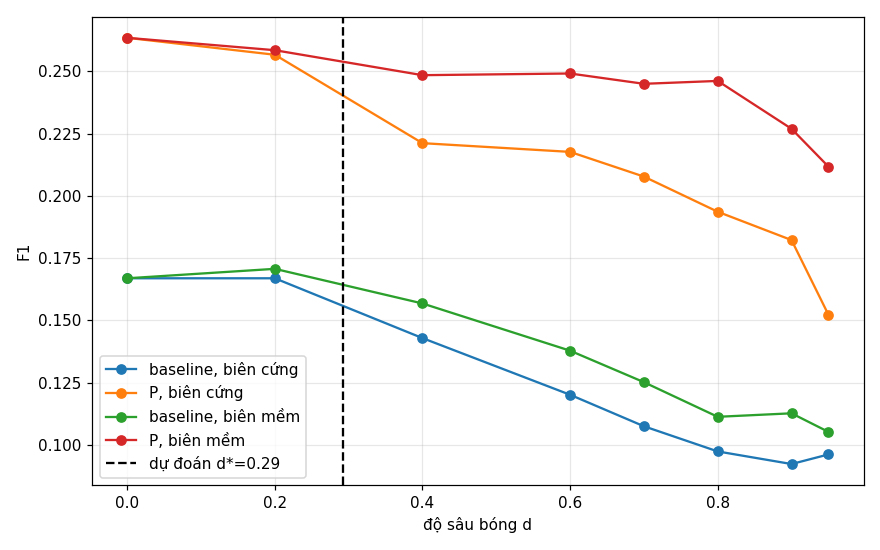 0.250
0.225
0.200
0.175
0.150
0.125
0.100
F1
baseline, biên cứng
P, biên cứng
baseline, biên mềm
P, biên mềm
dự đoán d*=0.29
0.0 0.2 0.4 0.6 0.8
độ sâu bóng d